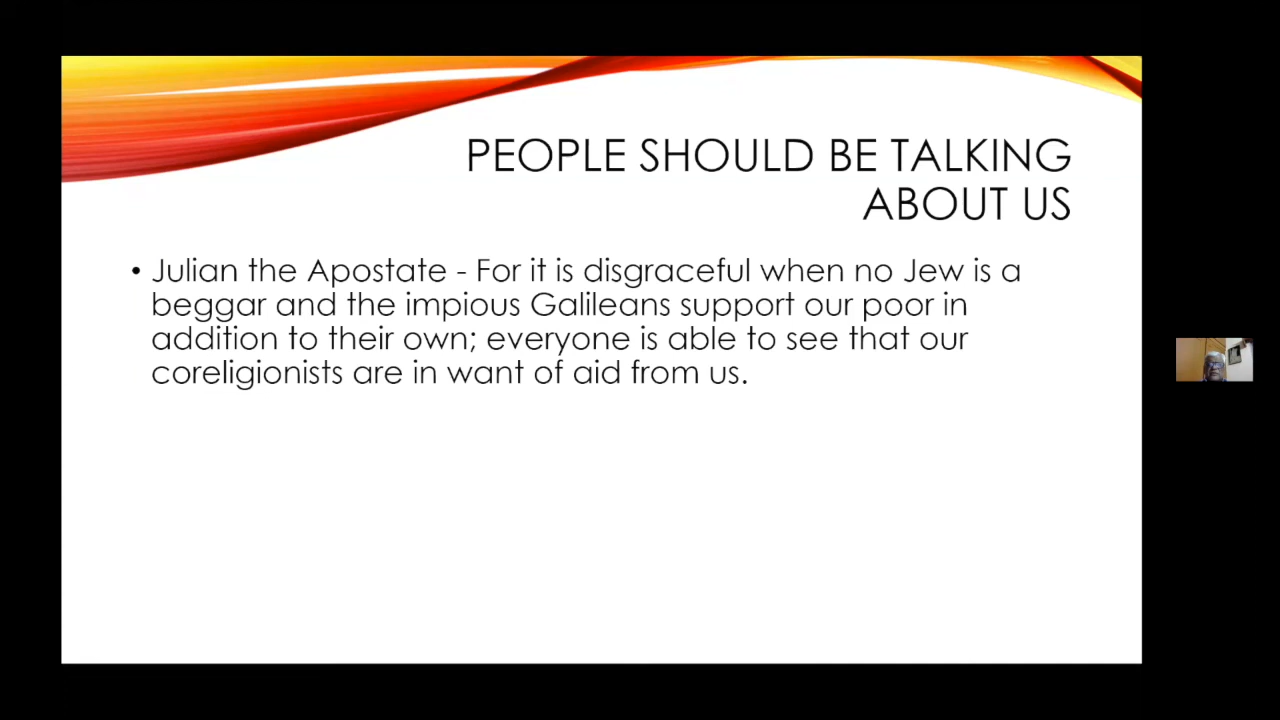 PEOPLE SHOULD BE TALKING
ABOUT US
• Julian the Apostate - For it is disgraceful when no Jew is a
beggar and the impious Galileans support our poor in
addition to their own; everyone is able to see that our
coreligionists are in want of aid from us.